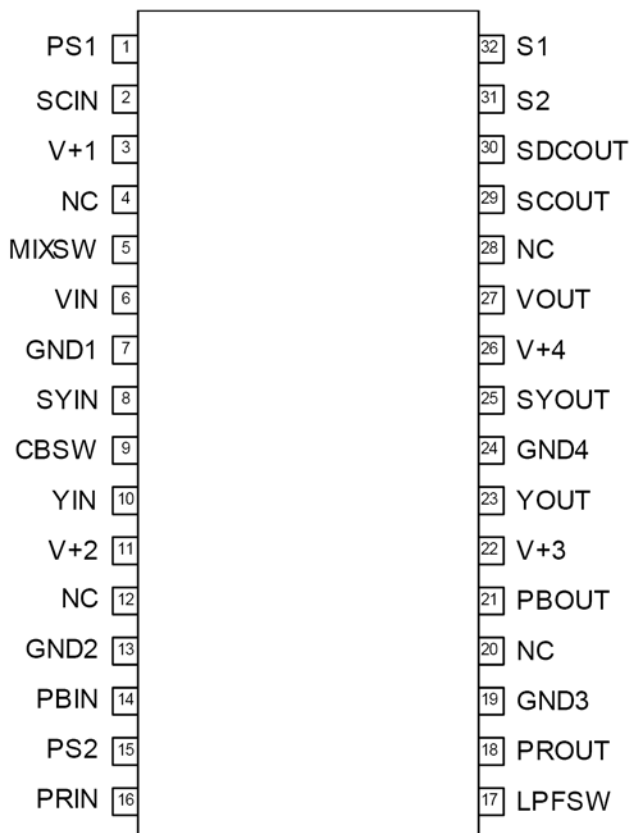 PS1 1 32 S1
SCIN 2 31 S2
V+1 3 30 SDCOUT
NC 4 29 SCOUT
MIXSW 5 28 NC
VIN 6 27 VOUT
GND1 7 26 V+4
SYIN 8 25 SYOUT
CBSW 9 24 GND4
YIN 10 23 YOUT
V+2 11 22 V+3
NC 12 21 PBOUT
GND2 13 20 NC
PBIN 14 19 GND3
PS2 15 18 PROUT
PRIN 16 17 LPFSW